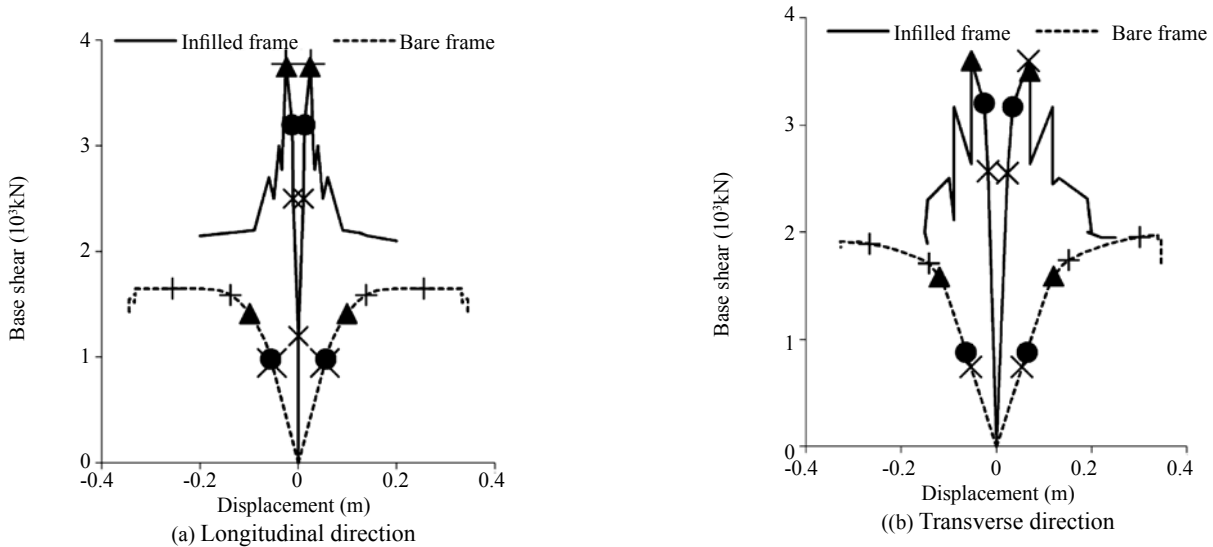 4
Infilled frame
Bare frame
3
2
1
0
Base shear (10³kN)
-0.4
-0.2
0
0.2
0.4
Displacement (m)
(a) Longitudinal direction
4
Infilled frame
Bare frame
3
2
1
0
Base shear (10³kN)
-0.4
-0.2
0
0.2
0.4
Displacement (m)
((b) Transverse direction